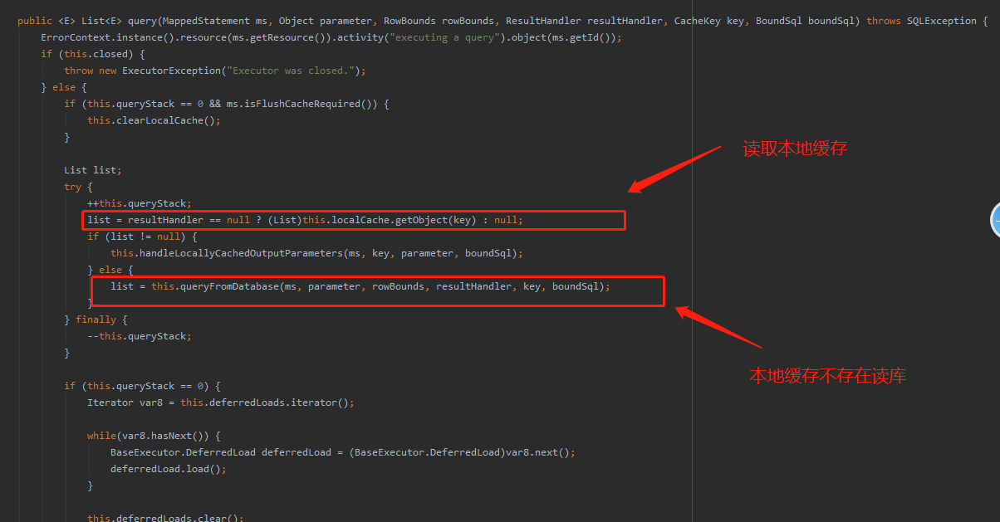 public <E> List<E> query(MappedStatement ms, Object parameter, RowBounds rowBounds, ResultHandler resultHandler, CacheKey key, BoundSql boundSql) throws SQLException {
ErrorContext.instance().resource(ms.getResource()).activity("executing a query").object(ms.getId());
if (this.closed) {
throw new ExecutorException("Executor was closed.");
} else {
if (this.queryStack == 0 && ms.isFlushCacheRequired()) {
this.clearLocalCache();
}
读取本地缓存
List list;
try {
++this.queryStack;
list = resultHandler == null ? (List)this.localCache.getObject(key) : null;
if (list != null) {
this.handleLocallyCachedOutputParameters(ms, key, parameter, boundSql);
} else {
list = this.queryFromDatabase(ms, parameter, rowBounds, resultHandler, key, boundSql);
}
} finally {
--this.queryStack;
}
本地缓存不存在读库
if (this.queryStack == 0) {
Iterator var8 = this.deferredLoads.iterator();
while(var8.hasNext()) {
BaseExecutor.DeferredLoad deferredLoad = (BaseExecutor.DeferredLoad)var8.next();
deferredLoad.load();
}
this.deferredLoads.clear();